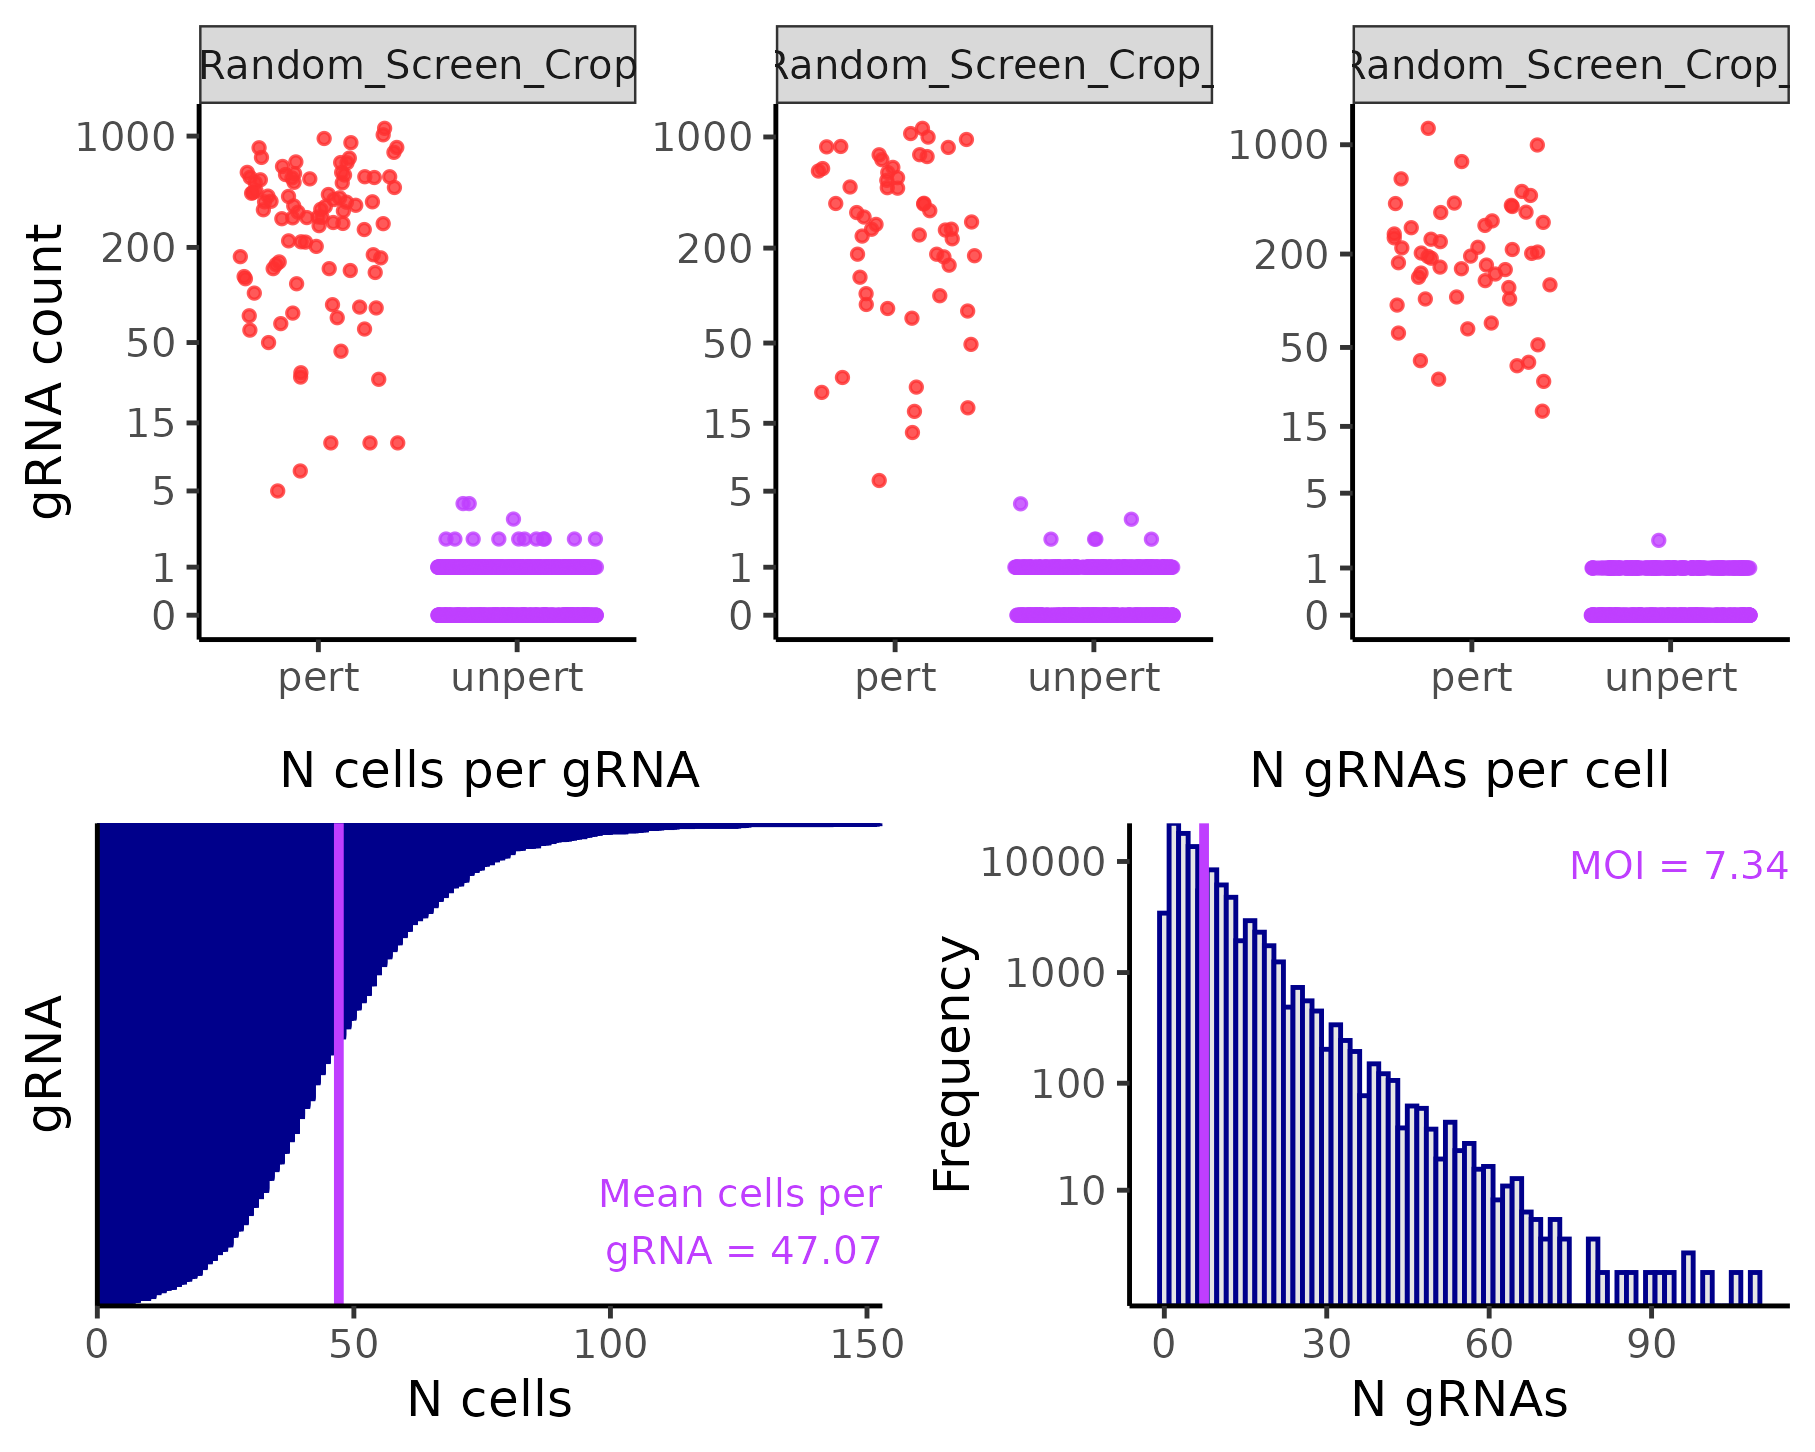 Random_Screen_Crop
Random_Screen_Crop_
Random_Screen_Crop_
gRNA count
1000
200
50
15
5
1
0
pert
unpert
1000
200
50
15
5
1
0
pert
unpert
1000
200
50
15
5
1
0
pert
unpert
N cells per gRNA
gRNA
Mean cells per
gRNA = 47.07
0
50
100
150
N cells
N gRNAs per cell
Frequency
10000
1000
100
10
MOI = 7.34
0
30
60
90
N gRNAs